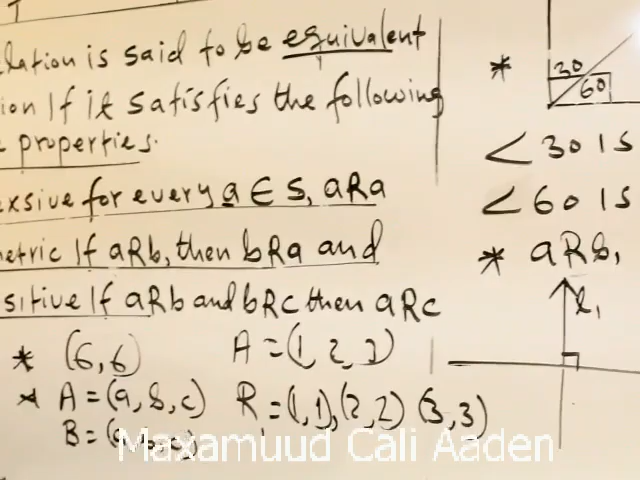 lation is said to be equivalent
ion If it satisfies the following
e properties.
exsive for every a ∈ S, aRa
metric If aRb, then bRa and
sitive If aRb and bRc then aRc
* (6,6) A = (1, 2, 3)
* A = (a, b, c) R = (1,1), (2,2) (3,3)
B = (
* 30
60
< 30 IS
< 60 IS
* aRb,
l₁
Maxamuud Cali Aaden